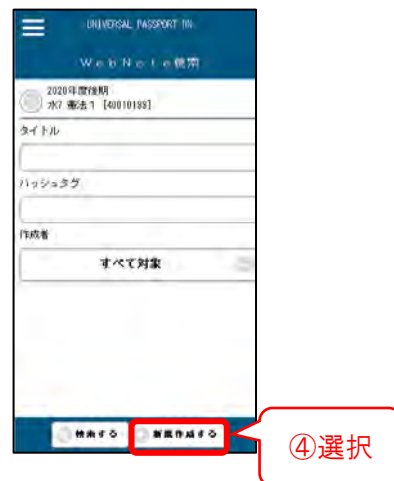 UNIVERSAL PASSPORT RX
WebNote検索
2020年度後期
水7 憲法1 [40010188]
タイトル
ハッシュタグ
作成者
すべて対象
検索する 新規作成する
④選択